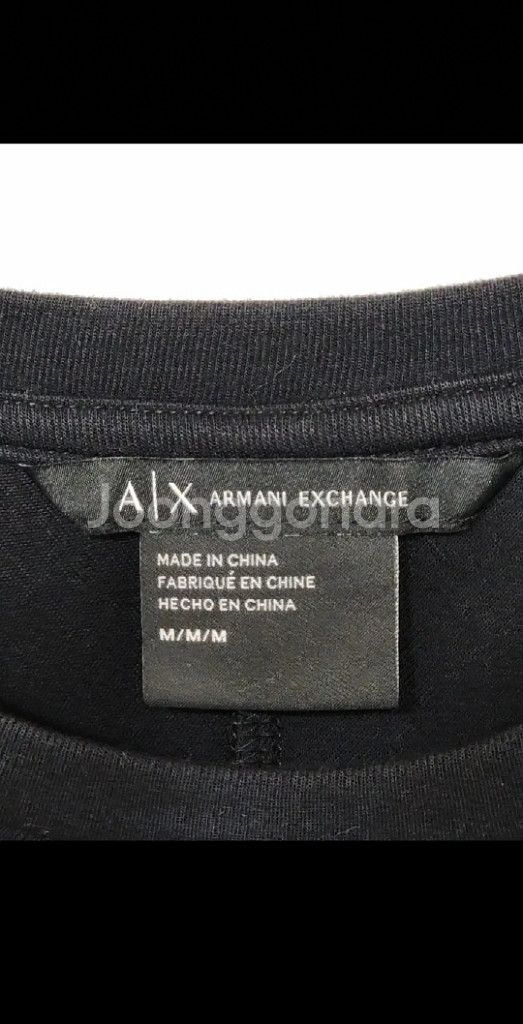 A|X ARMANI EXCHANGE
Joonggonara
MADE IN CHINA
FABRIQUÉ EN CHINE
HECHO EN CHINA
M/M/M